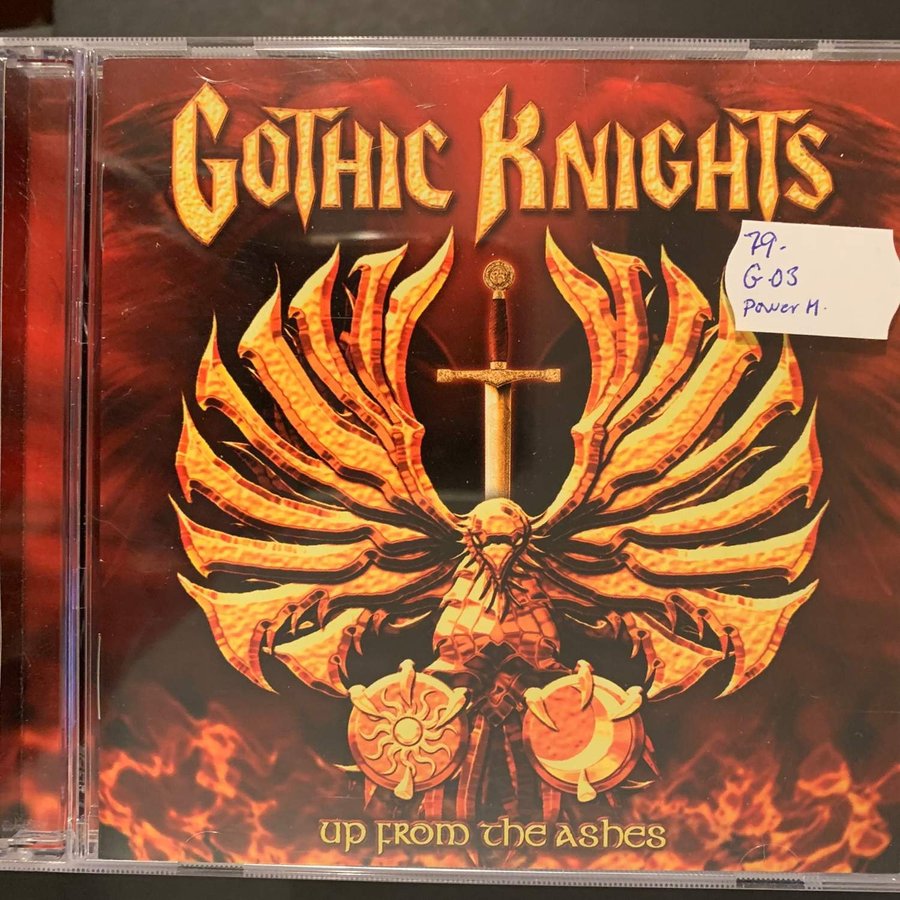 GOTHIC KNIGHTS
79.-
G.03
Power M.
UP FROM THE ASHES